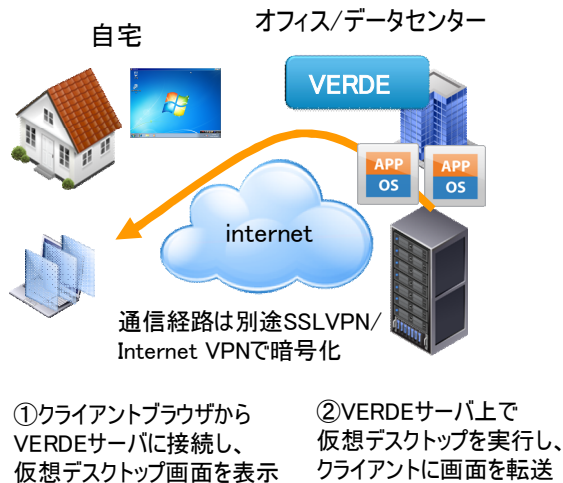 自宅
オフィス/データセンター
VERDE
APP
OS
APP
OS
internet
通信経路は別途SSLVPN/
Internet VPNで暗号化
①クライアントブラウザから
VERDEサーバに接続し、
仮想デスクトップ画面を表示
②VERDEサーバ上で
仮想デスクトップを実行し、
クライアントに画面を転送